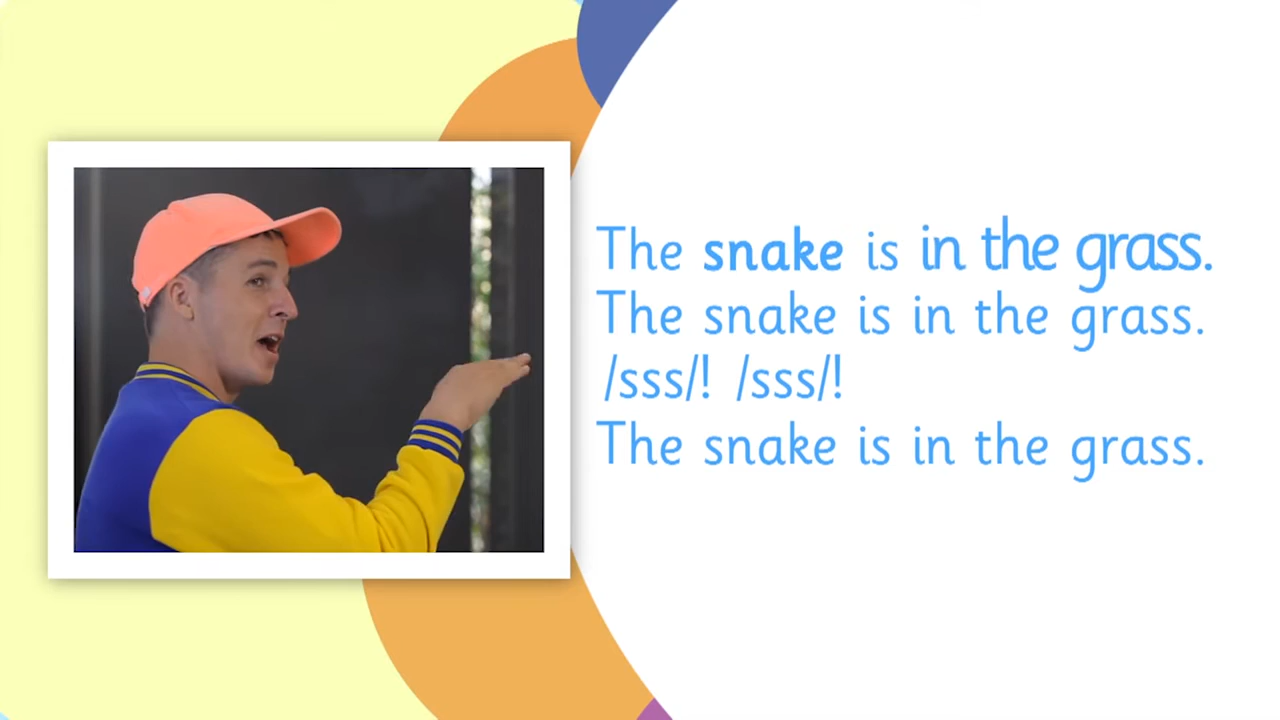 The snake is in the grass.
The snake is in the grass.
/sss/! /sss/!
The snake is in the grass.